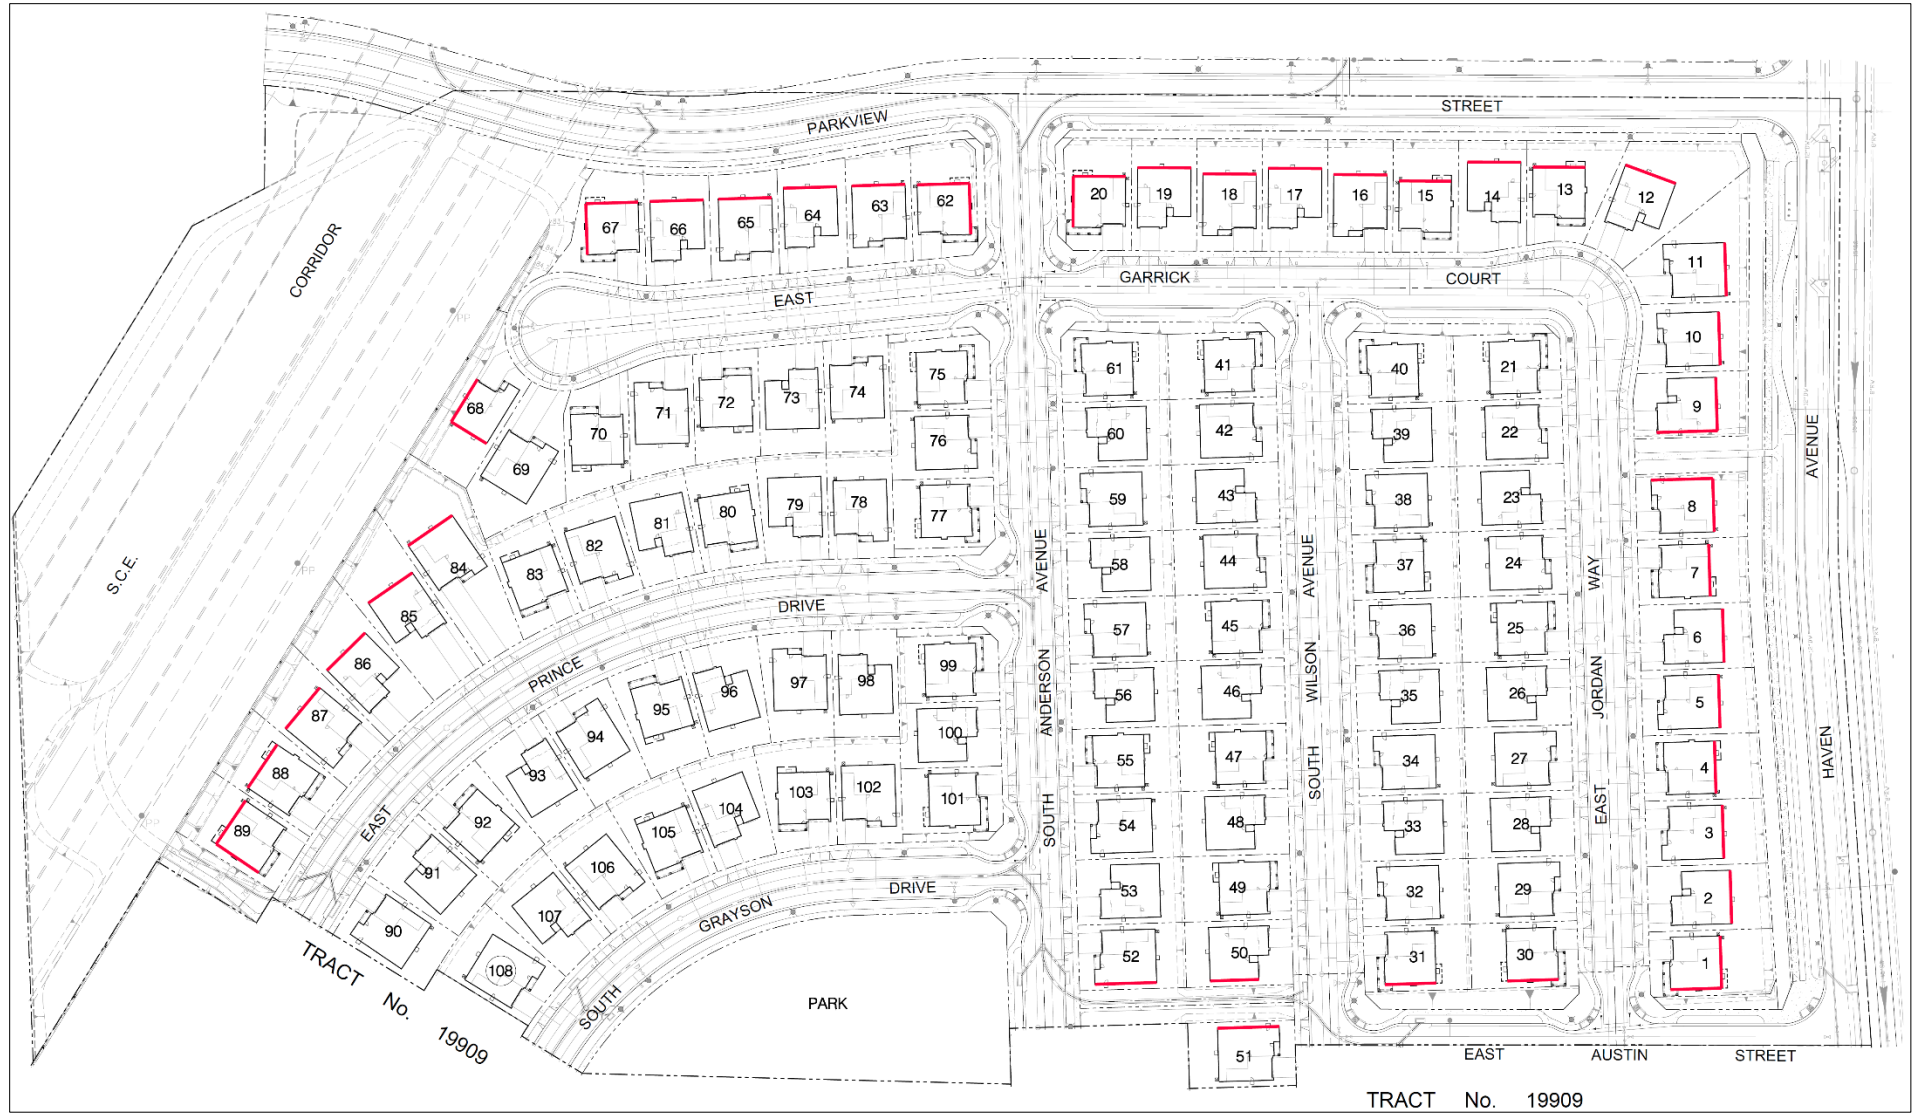 STREET
PARKVIEW
CORRIDOR
S.C.E.
67 66 65 64 63 62
20 19 18 17 16 15 14 13 12
11
10
9
8
7
6
5
4
3
2
1
GARRICK COURT
EAST
68
69
70 71 72 73 74 75
76
77
61 41 40 21
60 42 39 22
59 43 38 23
58 44 37 24
57 45 36 25
56 46 35 26
55 47 34 27
54 48 33 28
53 49 32 29
52 50 31 30
51
84 83 82 81 80 79 78
85
86
87
88
89
EAST PRINCE DRIVE
90 91 92 93 94 95 96 97 98 99
100
101
108 107 106 105 104 103 102
SOUTH GRAYSON DRIVE
SOUTH ANDERSON AVENUE
SOUTH WILSON AVENUE
EAST JORDAN WAY
HAVEN AVENUE
PARK
TRACT No. 19909
EAST AUSTIN STREET
TRACT No. 19909